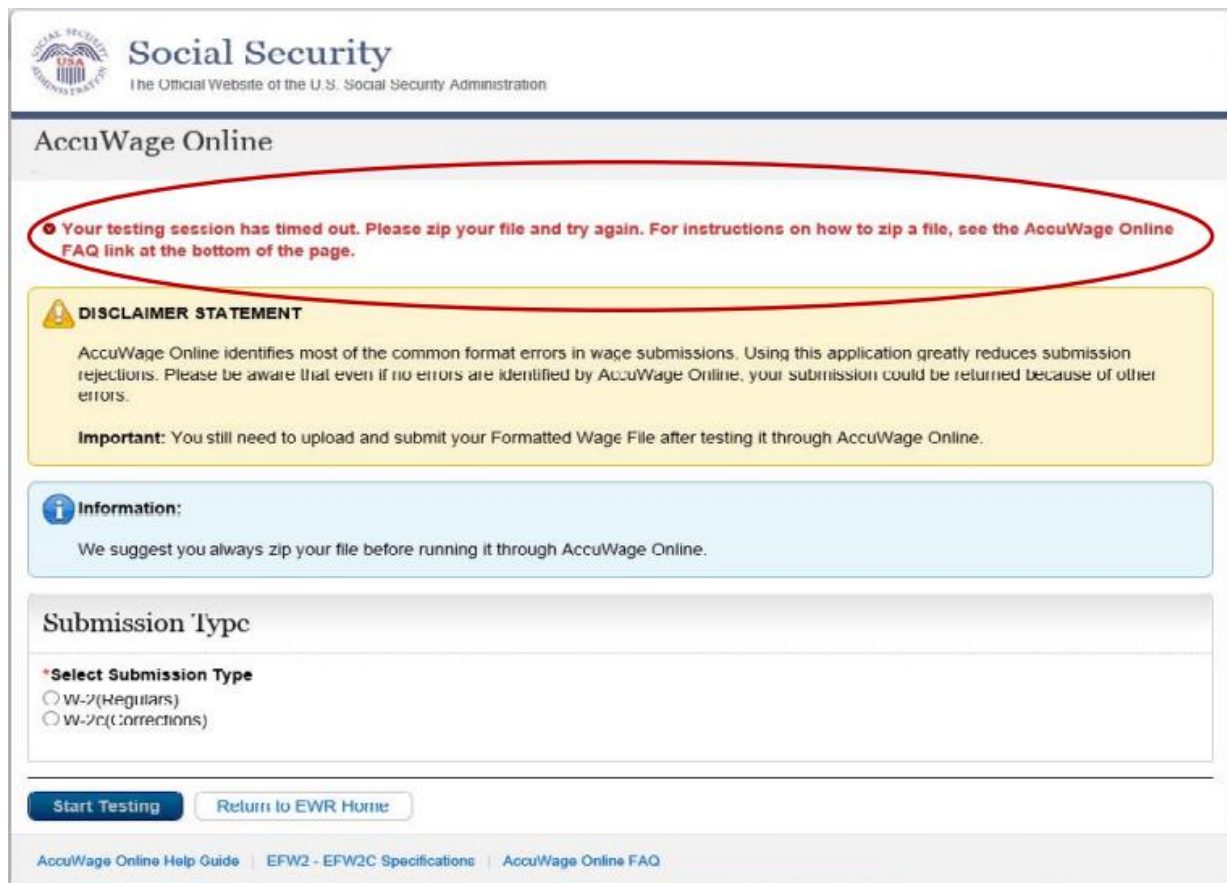 SOCIAL SECURITY ADMINISTRATION
USA
Social Security
The Official Website of the U.S. Social Security Administration
AccuWage Online
Your testing session has timed out. Please zip your file and try again. For instructions on how to zip a file, see the AccuWage Online
FAQ link at the bottom of the page.
DISCLAIMER STATEMENT
AccuWage Online identifies most of the common format errors in wage submissions. Using this application greatly reduces submission
rejections. Please be aware that even if no errors are identified by AccuWage Online, your submission could be returned because of other
errors.
Important: You still need to upload and submit your Formatted Wage File after testing it through AccuWage Online.
Information:
We suggest you always zip your file before running it through AccuWage Online.
Submission Type
*Select Submission Type
W-2(Regulars)
W-2c(Corrections)
Start Testing Return to EWR Home
AccuWage Online Help Guide | EFW2 - EFW2C Specifications | AccuWage Online FAQ